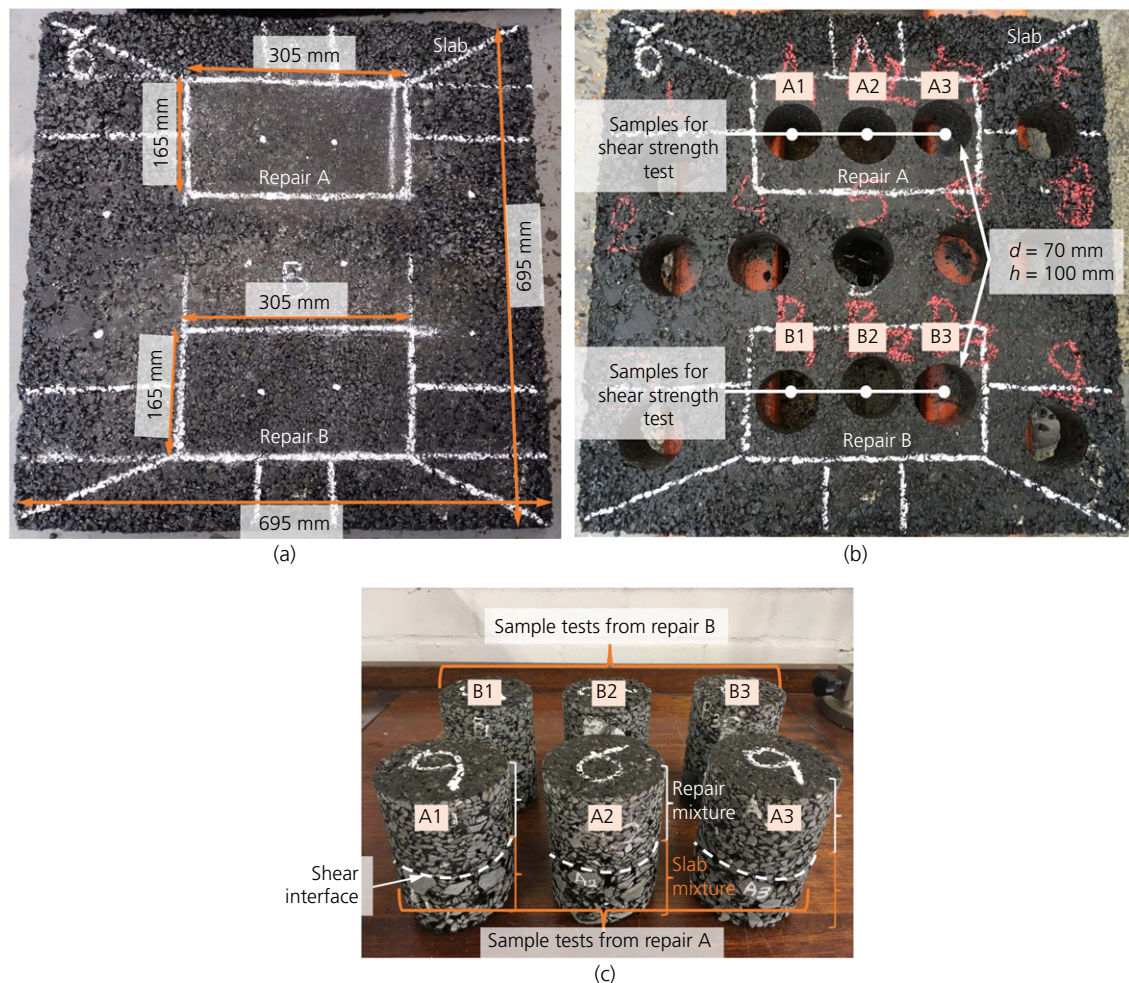 Slab
305 mm
165 mm
Repair A
695 mm
B
305 mm
165 mm
Repair B
695 mm
(a)
Slab
A1 A2 A3
Samples for
shear strength
test
Repair A
d = 70 mm
h = 100 mm
B1 B2 B3
Samples for
shear strength
test
Repair B
(b)
Sample tests from repair B
B1 B2 B3
A1 A2 A3
Repair
mixture
Shear
interface
Slab
mixture
A2 A3
Sample tests from repair A
(c)